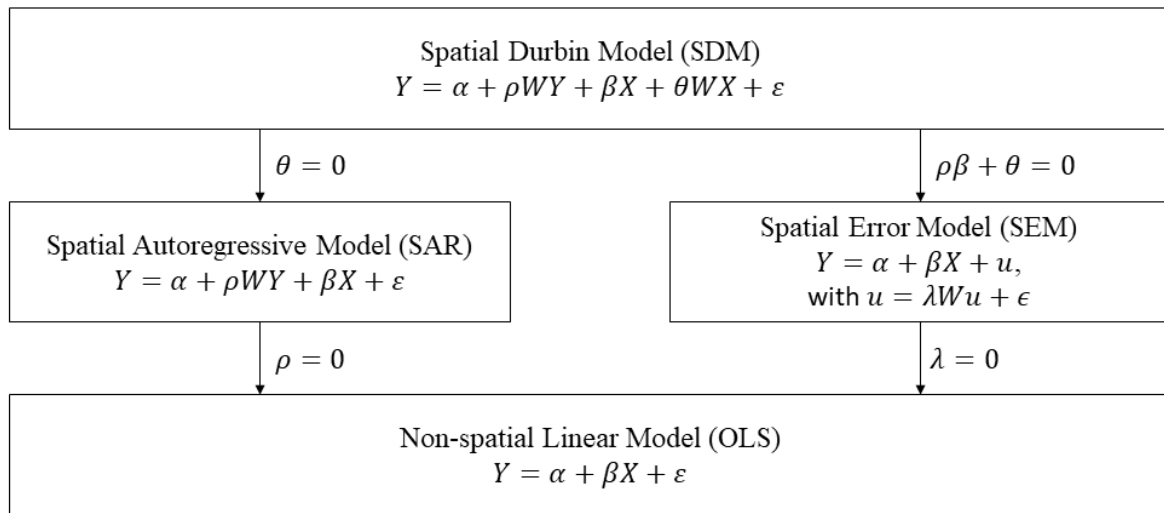 Spatial Durbin Model (SDM)
𝑌 = 𝛼 + 𝜌𝑊𝑌 + 𝛽𝑋 + 𝜃𝑊𝑋 + 𝜀
𝜃 = 0
𝜌𝛽 + 𝜃 = 0
Spatial Autoregressive Model (SAR)
𝑌 = 𝛼 + 𝜌𝑊𝑌 + 𝛽𝑋 + 𝜀
Spatial Error Model (SEM)
𝑌 = 𝛼 + 𝛽𝑋 + 𝑢,
with 𝑢 = 𝜆𝑊𝑢 + 𝜖
𝜌 = 0
𝜆 = 0
Non-spatial Linear Model (OLS)
𝑌 = 𝛼 + 𝛽𝑋 + 𝜀